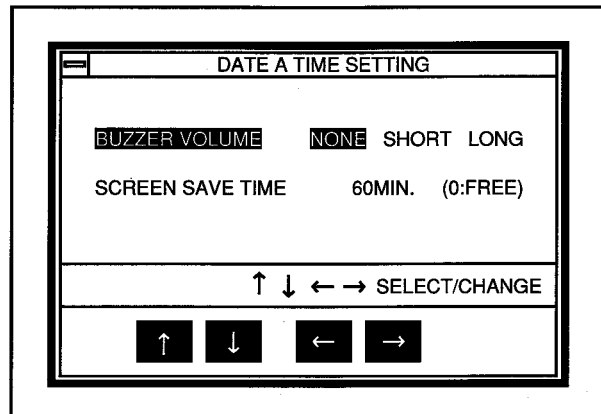 DATE A TIME SETTING
BUZZER VOLUME NONE SHORT LONG
SCREEN SAVE TIME 60MIN. (0:FREE)
↑ ↓ ← → SELECT/CHANGE
↑ ↓ ← →